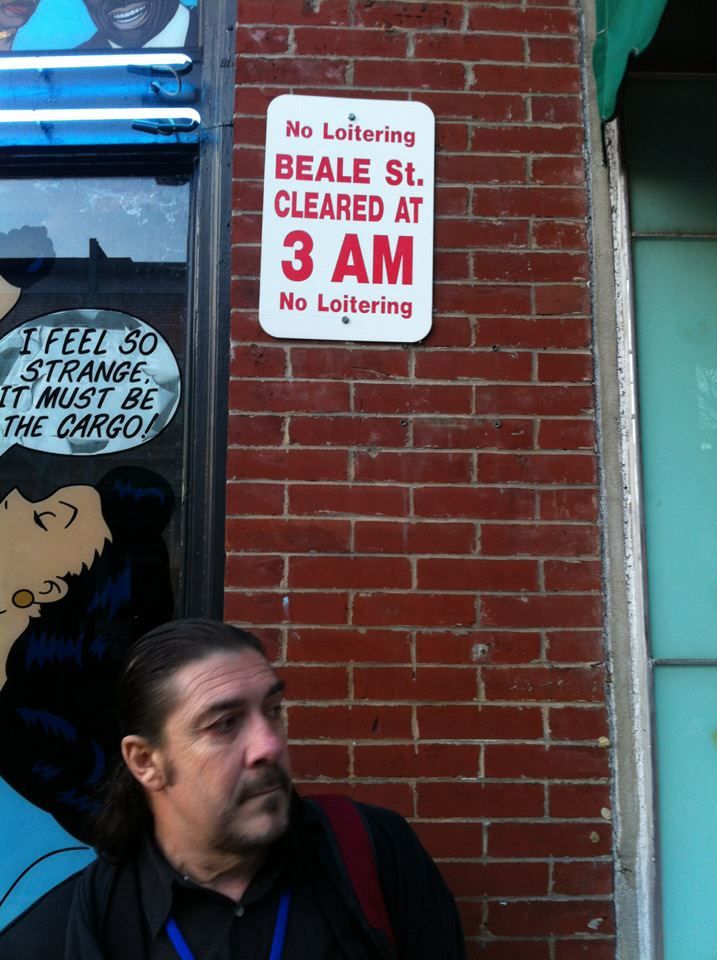 No Loitering
BEALE St.
CLEARED AT
3 AM
No Loitering
I FEEL SO
STRANGE,
IT MUST BE
THE CARGO!